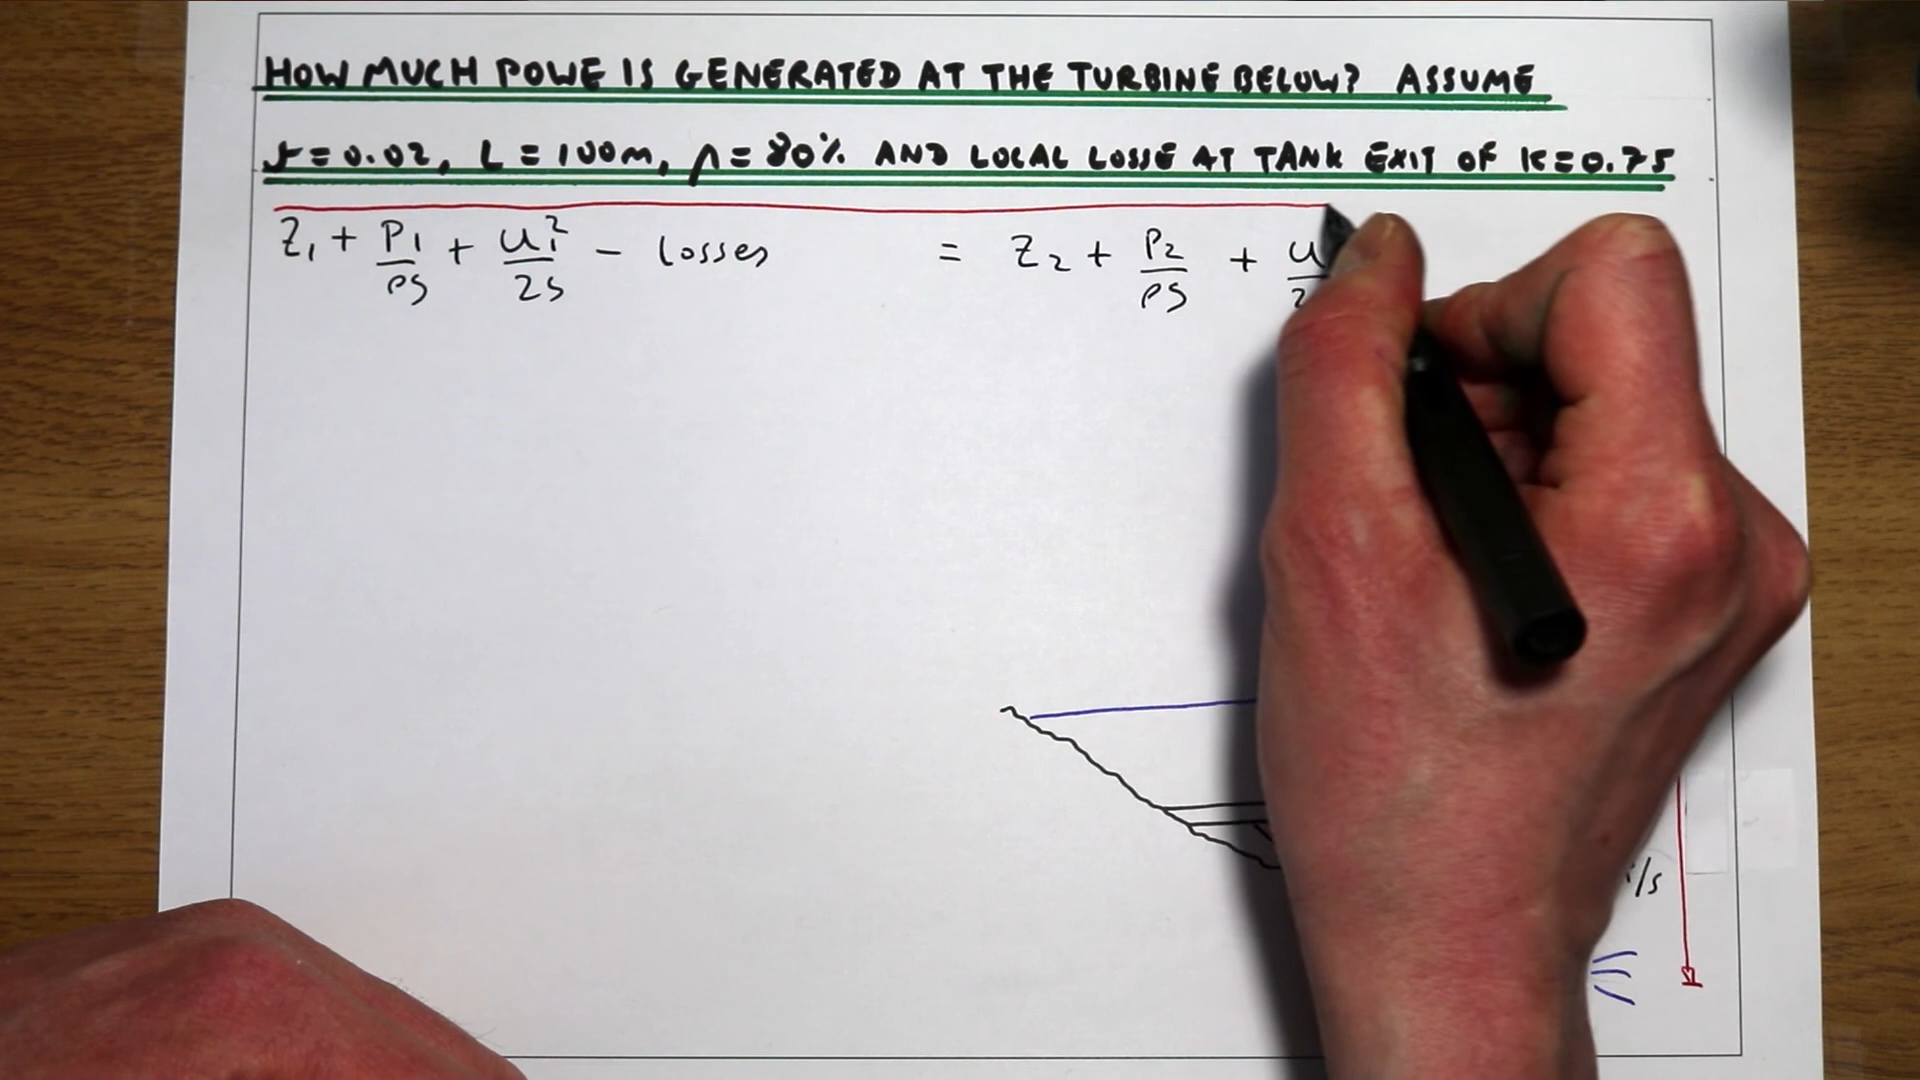 HOW MUCH POWE IS GENERATED AT THE TURBINE BELOW? ASSUME
f=0.02, L=100m, η=80% AND LOCAL LOSSE AT TANK EXIT OF K=0.75
Z₁ + P₁/ρg + u₁²/2g - losses = Z₂ + P₂/ρg + u
/s